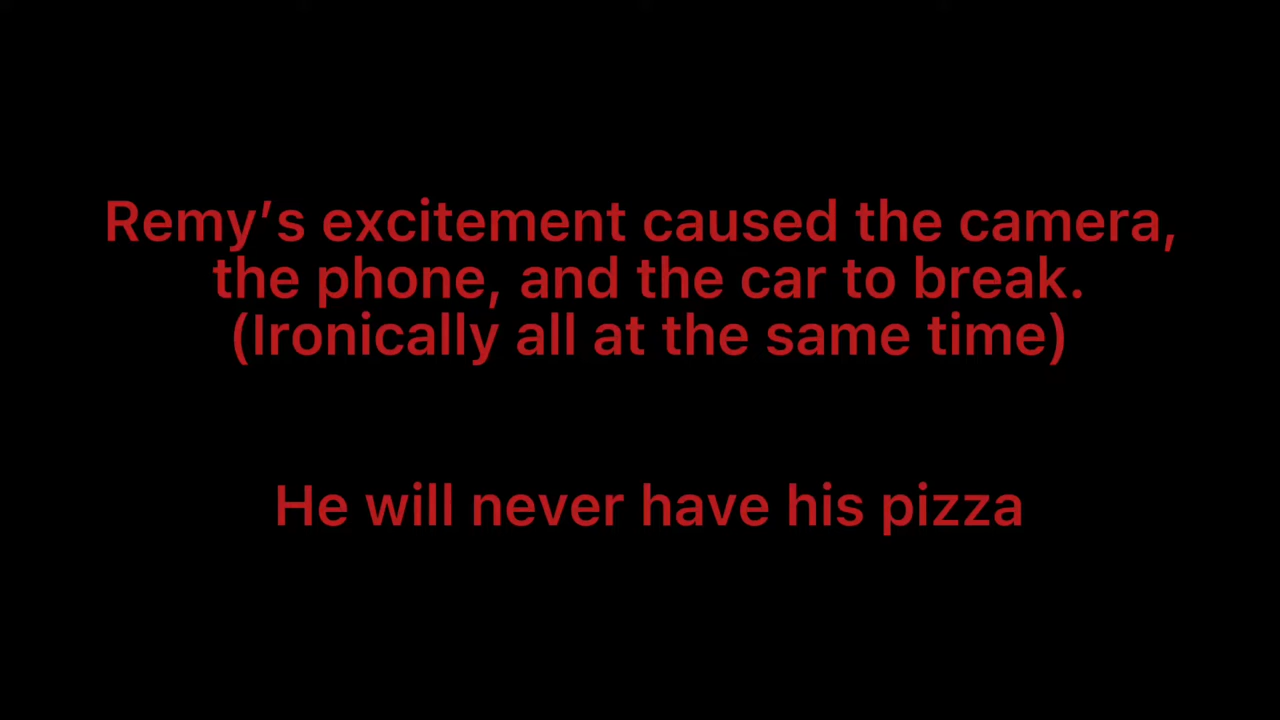 Remy’s excitement caused the camera,
the phone, and the car to break.
(Ironically all at the same time)
He will never have his pizza